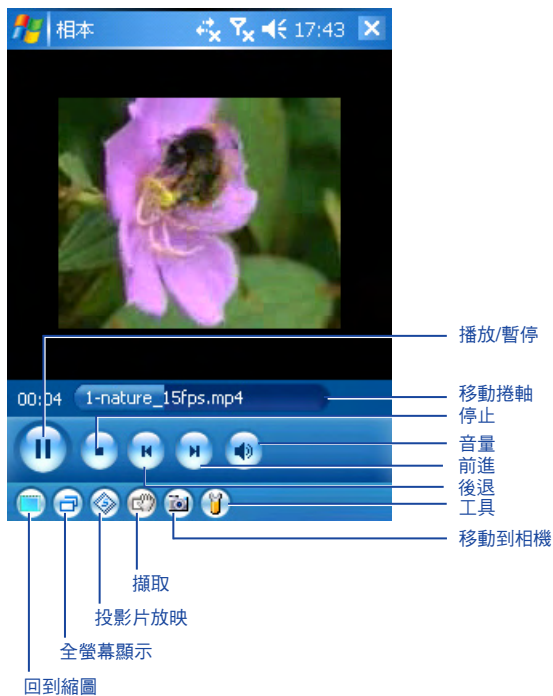 相本 17:43
播放/暫停
00:04 1-nature_15fps.mp4
移動捲軸
停止
音量
前進
後退
工具
移動到相機
擷取
投影片放映
全螢幕顯示
回到縮圖